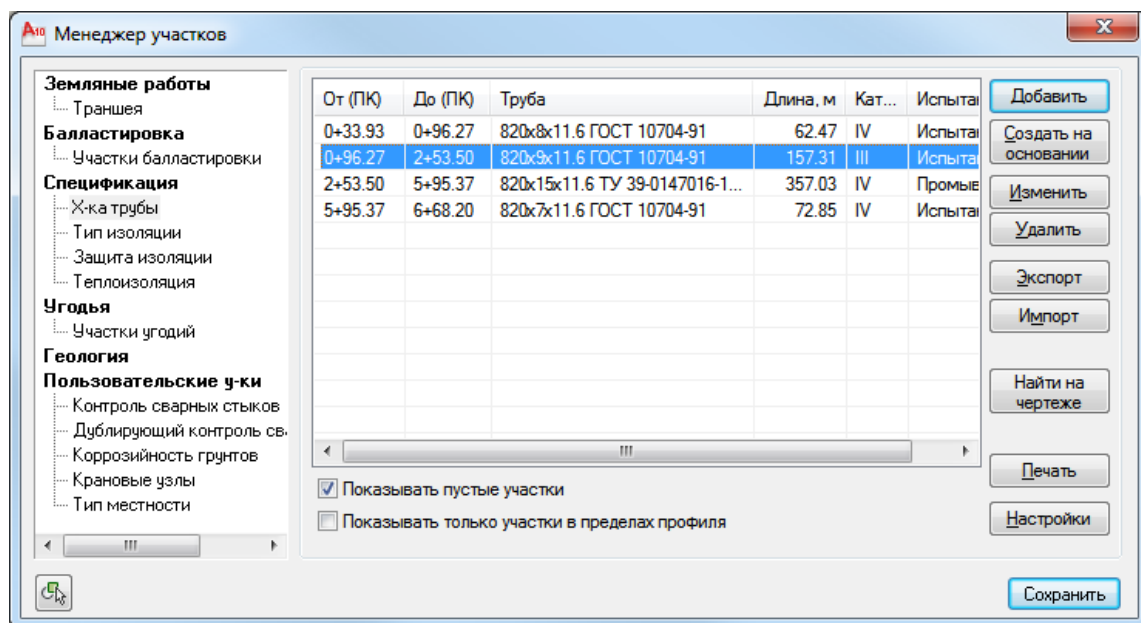 A10 Менеджер участков
Земляные работы
Траншея
Балластировка
Участки балластировки
Спецификация
Х-ка трубы
Тип изоляции
Защита изоляции
Теплоизоляция
Угодья
Участки угодий
Геология
Пользовательские у-ки
Контроль сварных стыков
Дублирующий контроль св
Коррозийность грунтов
Крановые узлы
Тип местности
От (ПК) До (ПК) Труба Длина, м Кат... Испыта
0+33.93 0+96.27 820x8x11.6 ГОСТ 10704-91 62.47 IV Испыта
0+96.27 2+53.50 820x9x11.6 ГОСТ 10704-91 157.31 III Испыта
2+53.50 5+95.37 820x15x11.6 ТУ 39-0147016-1... 357.03 IV Промыв
5+95.37 6+68.20 820x7x11.6 ГОСТ 10704-91 72.85 IV Испыта
Показывать пустые участки
Показывать только участки в пределах профиля
Добавить
Создать на
основании
Изменить
Удалить
Экспорт
Импорт
Найти на
чертеже
Печать
Настройки
Сохранить